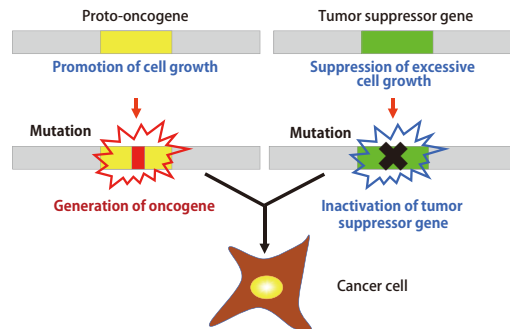 Proto-oncogene
Tumor suppressor gene
Promotion of cell growth
Suppression of excessive
cell growth
Mutation
Mutation
Generation of oncogene
Inactivation of tumor
suppressor gene
Cancer cell